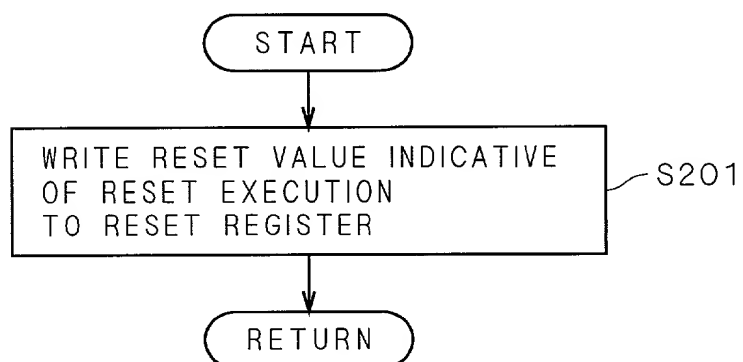 START
WRITE RESET VALUE INDICATIVE
OF RESET EXECUTION
TO RESET REGISTER
S201
RETURN